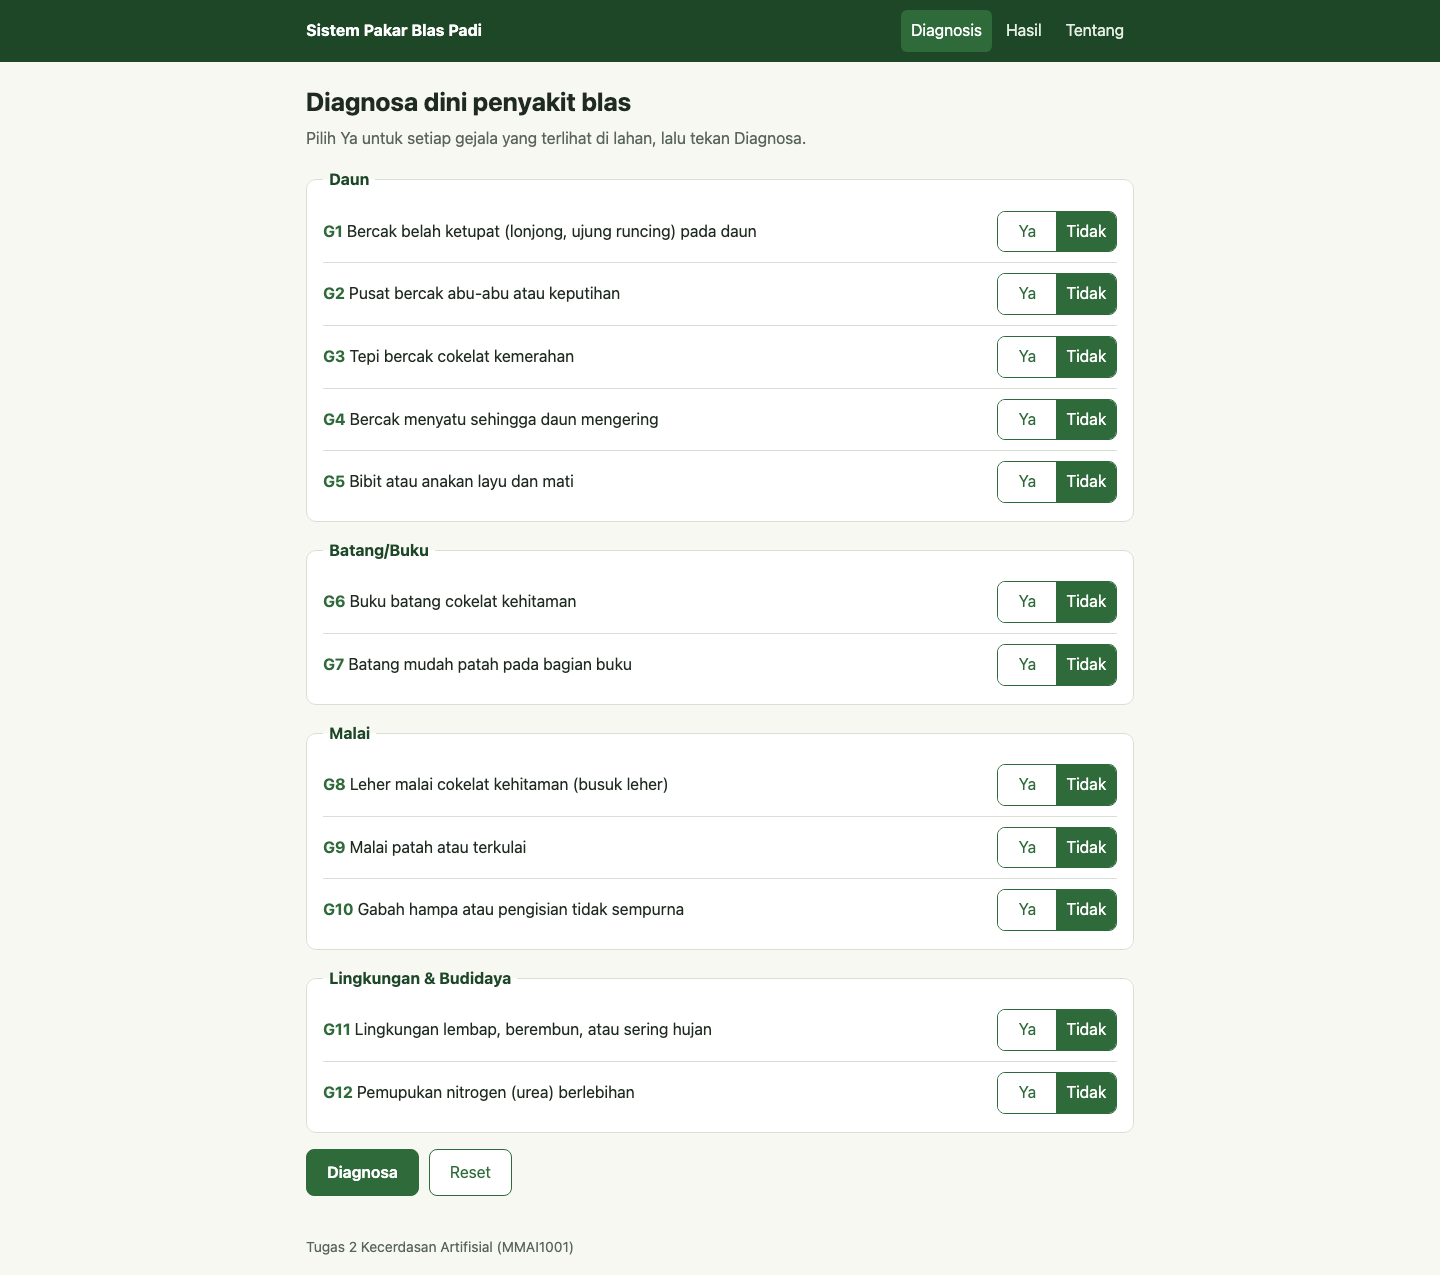 Sistem Pakar Blas Padi
Diagnosis
Hasil
Tentang
Diagnosa dini penyakit blas
Pilih Ya untuk setiap gejala yang terlihat di lahan, lalu tekan Diagnosa.
Daun
G1 Bercak belah ketupat (lonjong, ujung runcing) pada daun
Ya
Tidak
G2 Pusat bercak abu-abu atau keputihan
Ya
Tidak
G3 Tepi bercak cokelat kemerahan
Ya
Tidak
G4 Bercak menyatu sehingga daun mengering
Ya
Tidak
G5 Bibit atau anakan layu dan mati
Ya
Tidak
Batang/Buku
G6 Buku batang cokelat kehitaman
Ya
Tidak
G7 Batang mudah patah pada bagian buku
Ya
Tidak
Malai
G8 Leher malai cokelat kehitaman (busuk leher)
Ya
Tidak
G9 Malai patah atau terkulai
Ya
Tidak
G10 Gabah hampa atau pengisian tidak sempurna
Ya
Tidak
Lingkungan & Budidaya
G11 Lingkungan lembap, berembun, atau sering hujan
Ya
Tidak
G12 Pemupukan nitrogen (urea) berlebihan
Ya
Tidak
Diagnosa
Reset
Tugas 2 Kecerdasan Artifisial (MMAI1001)